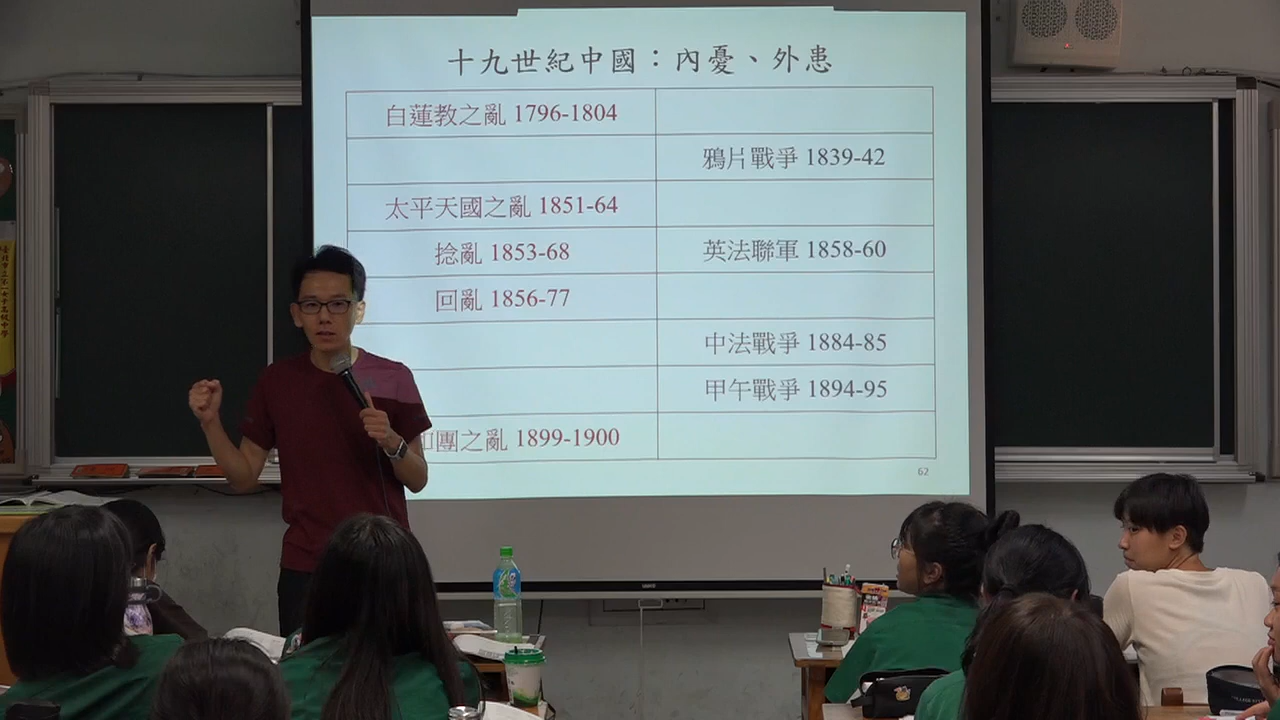 十九世紀中國：內憂、外患
白蓮教之亂 1796-1804
鴉片戰爭 1839-42
太平天國之亂 1851-64
捻亂 1853-68
英法聯軍 1858-60
回亂 1856-77
中法戰爭 1884-85
甲午戰爭 1894-95
團之亂 1899-1900
62